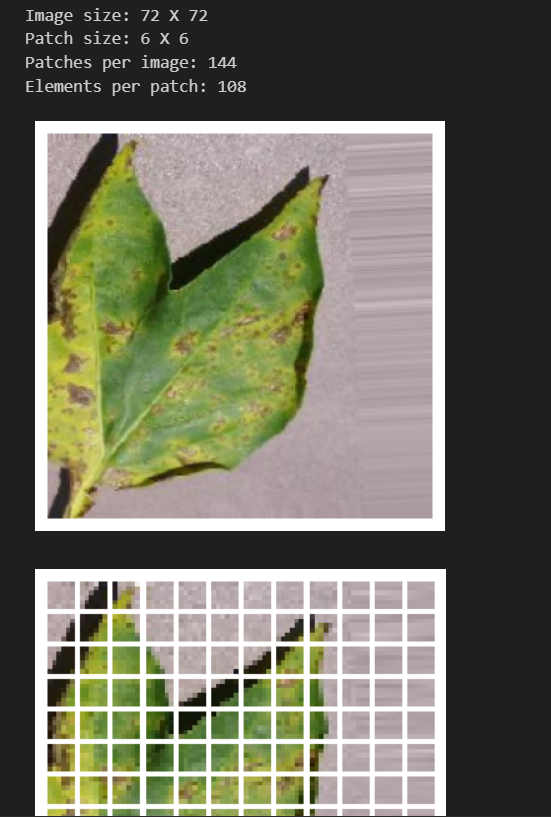 Image size: 72 X 72
Patch size: 6 X 6
Patches per image: 144
Elements per patch: 108